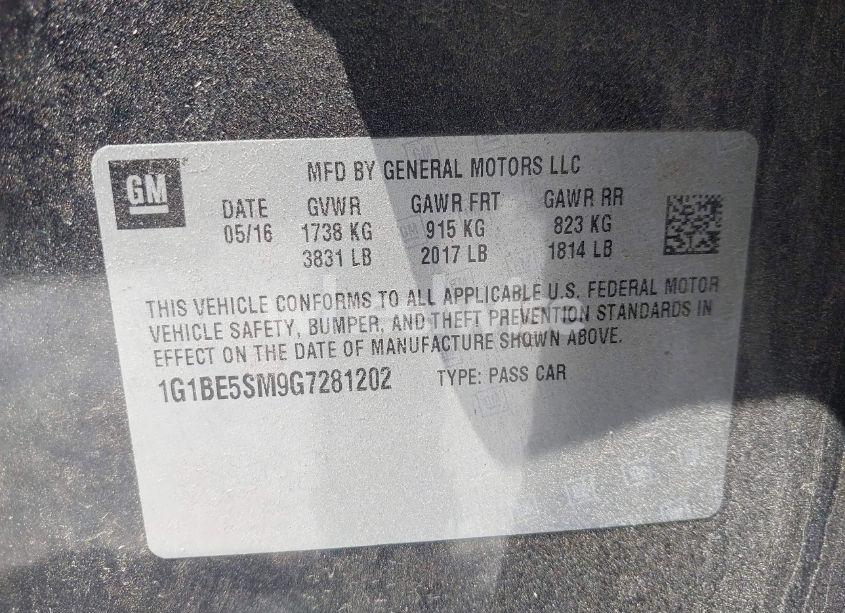 GM
MFD BY GENERAL MOTORS LLC
DATE GVWR GAWR FRT GAWR RR
05/16 1738 KG 915 KG 823 KG
3831 LB 2017 LB 1814 LB
THIS VEHICLE CONFORMS TO ALL APPLICABLE U.S. FEDERAL MOTOR
VEHICLE SAFETY, BUMPER, AND THEFT PREVENTION STANDARDS IN
EFFECT ON THE DATE OF MANUFACTURE SHOWN ABOVE.
1G1BE5SM9G7281202 TYPE: PASS CAR